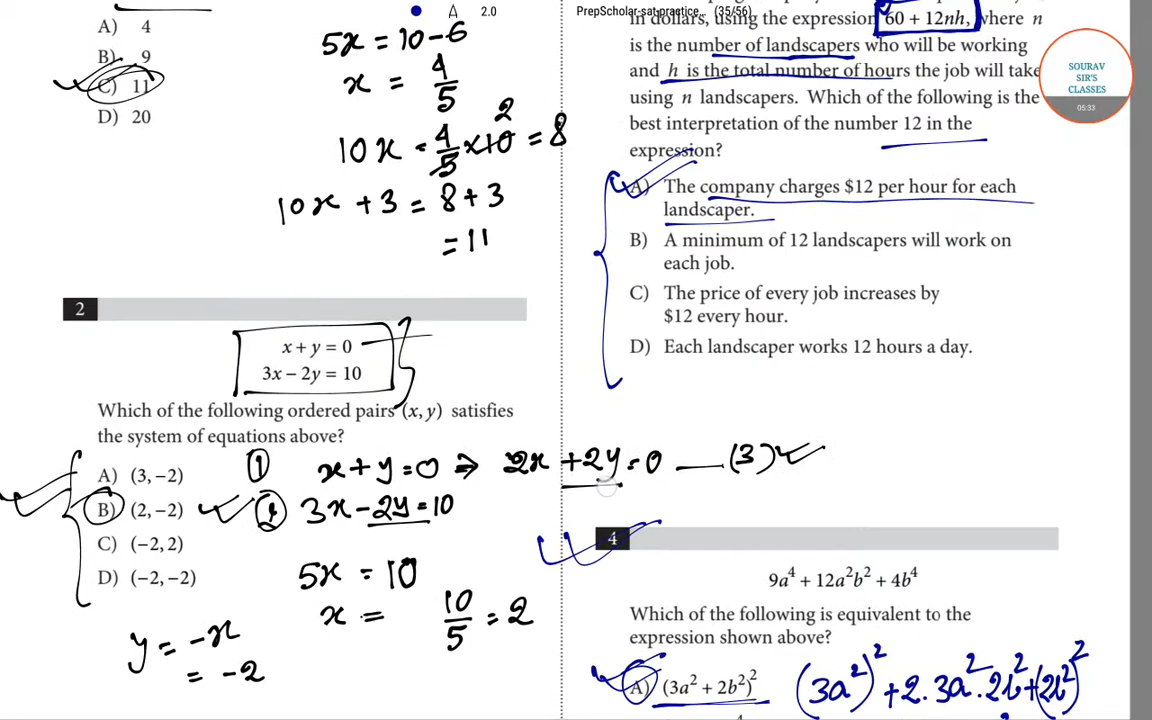 A 2.0
PrepScholar-sat-practice... (35/56)
A) 4
B) 9
C) 11
D) 20
5x = 10-6
x = 4/5
10x = 4/5 x10 = 8
2
10x + 3 = 8+3
= 11
2
x + y = 0
3x − 2y = 10
Which of the following ordered pairs (x, y) satisfies
the system of equations above?
A) (3, −2)
B) (2, −2)
C) (−2, 2)
D) (−2, −2)
① x+y=0 ⇒ 2x +2y=0 — (3)
3x-2y=10
5x = 10
x = 10/5 = 2
y = -x
= -2
in dollars, using the expression 60 + 12nh, where n
is the number of landscapers who will be working
and h is the total number of hours the job will take
using n landscapers. Which of the following is the
best interpretation of the number 12 in the
expression?
A) The company charges $12 per hour for each
landscaper.
B) A minimum of 12 landscapers will work on
each job.
C) The price of every job increases by
$12 every hour.
D) Each landscaper works 12 hours a day.
SOURAV
SIR'S
CLASSES
05:33
4
9a⁴ + 12a²b² + 4b⁴
Which of the following is equivalent to the
expression shown above?
A) (3a² + 2b²)²
(3a²)² + 2·3a²·2b² + (2b²)²